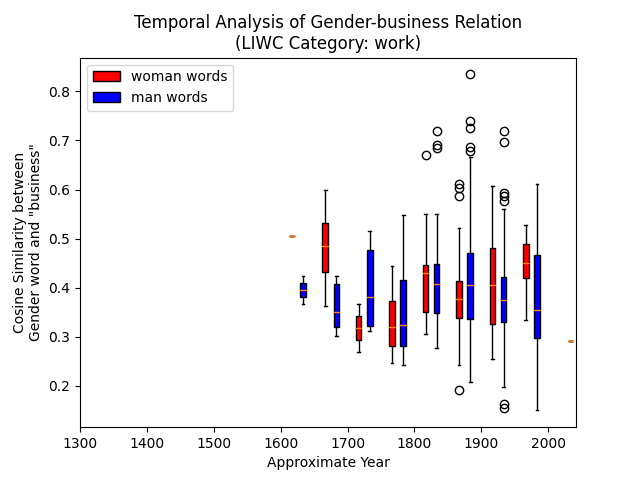 Temporal Analysis of Gender-business Relation
(LIWC Category: work)
woman words
man words
Cosine Similarity between
Gender word and "business"
0.8
0.7
0.6
0.5
0.4
0.3
0.2
1300 1400 1500 1600 1700 1800 1900 2000
Approximate Year